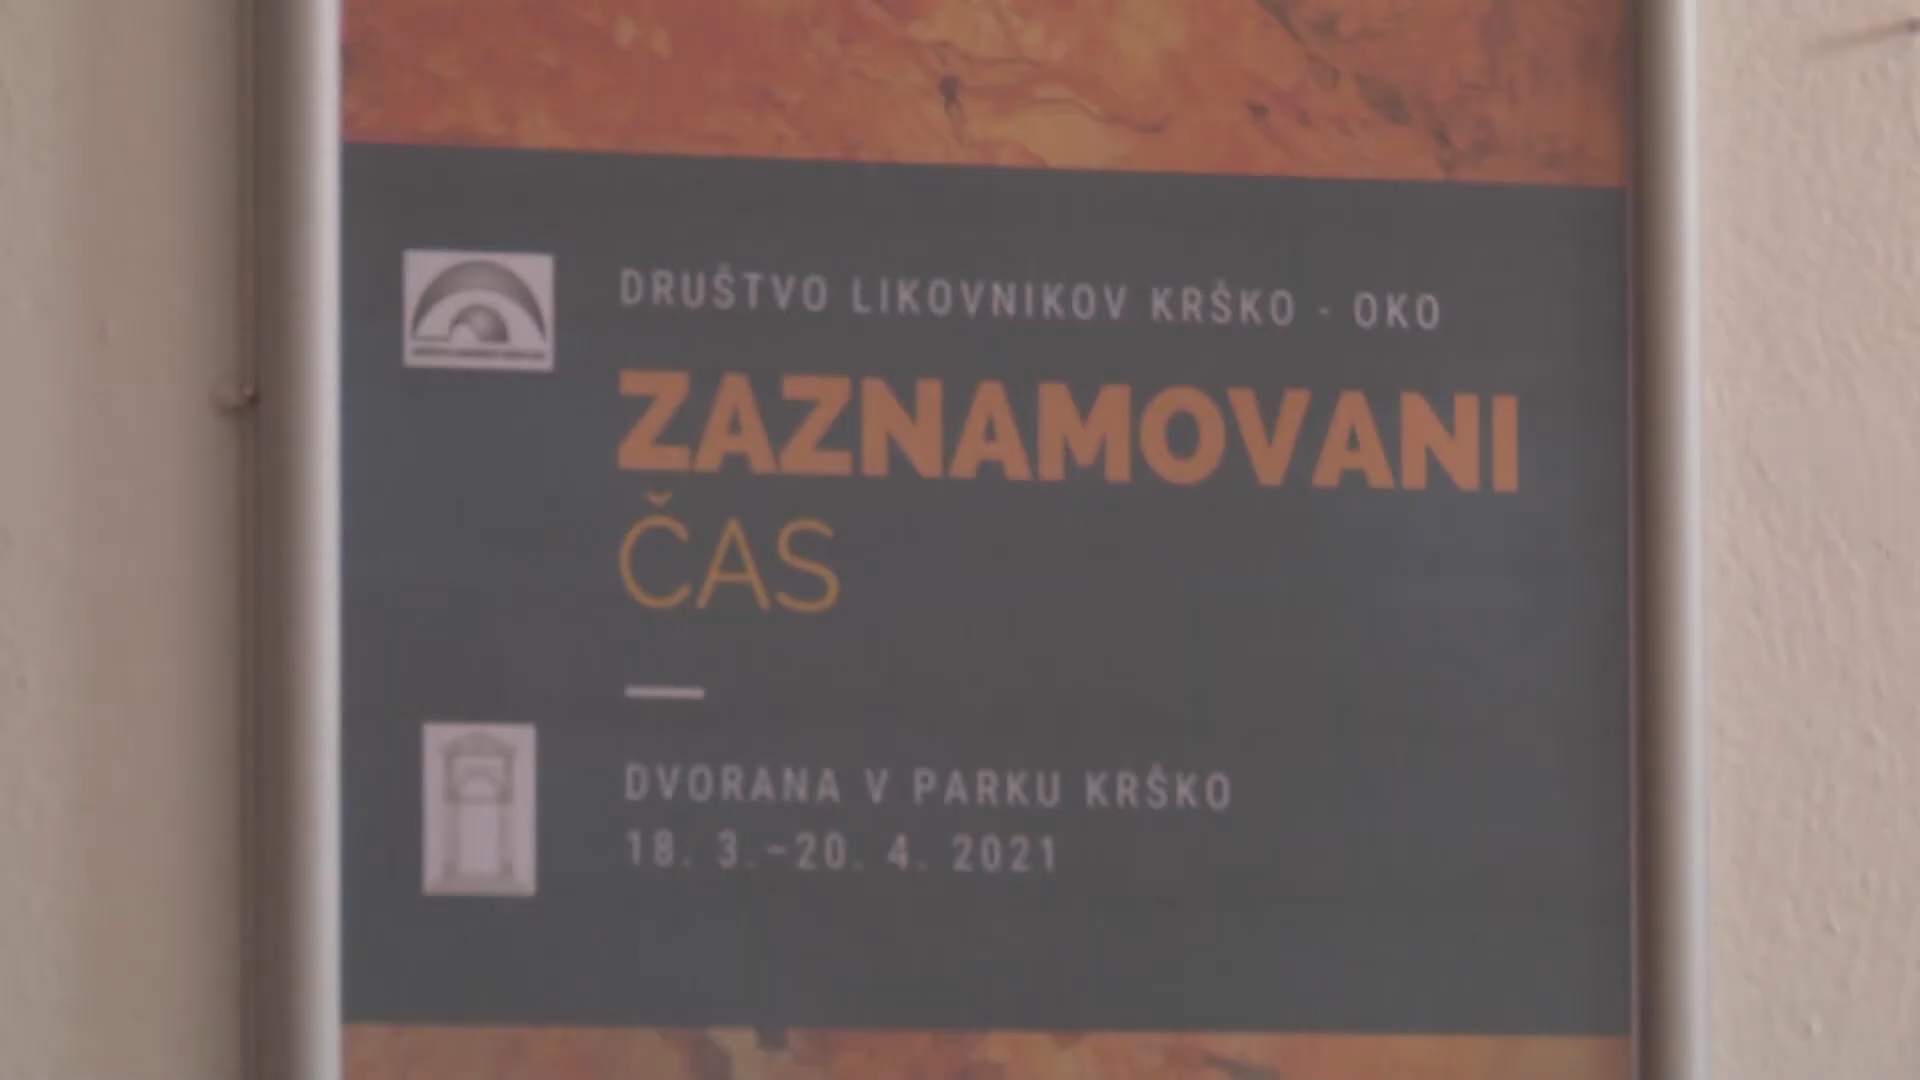 DRUŠTVO LIKOVNIKOV KRŠKO - OKO
ZAZNAMOVANI
ČAS
DVORANA V PARKU KRŠKO
18. 3.–20. 4. 2021